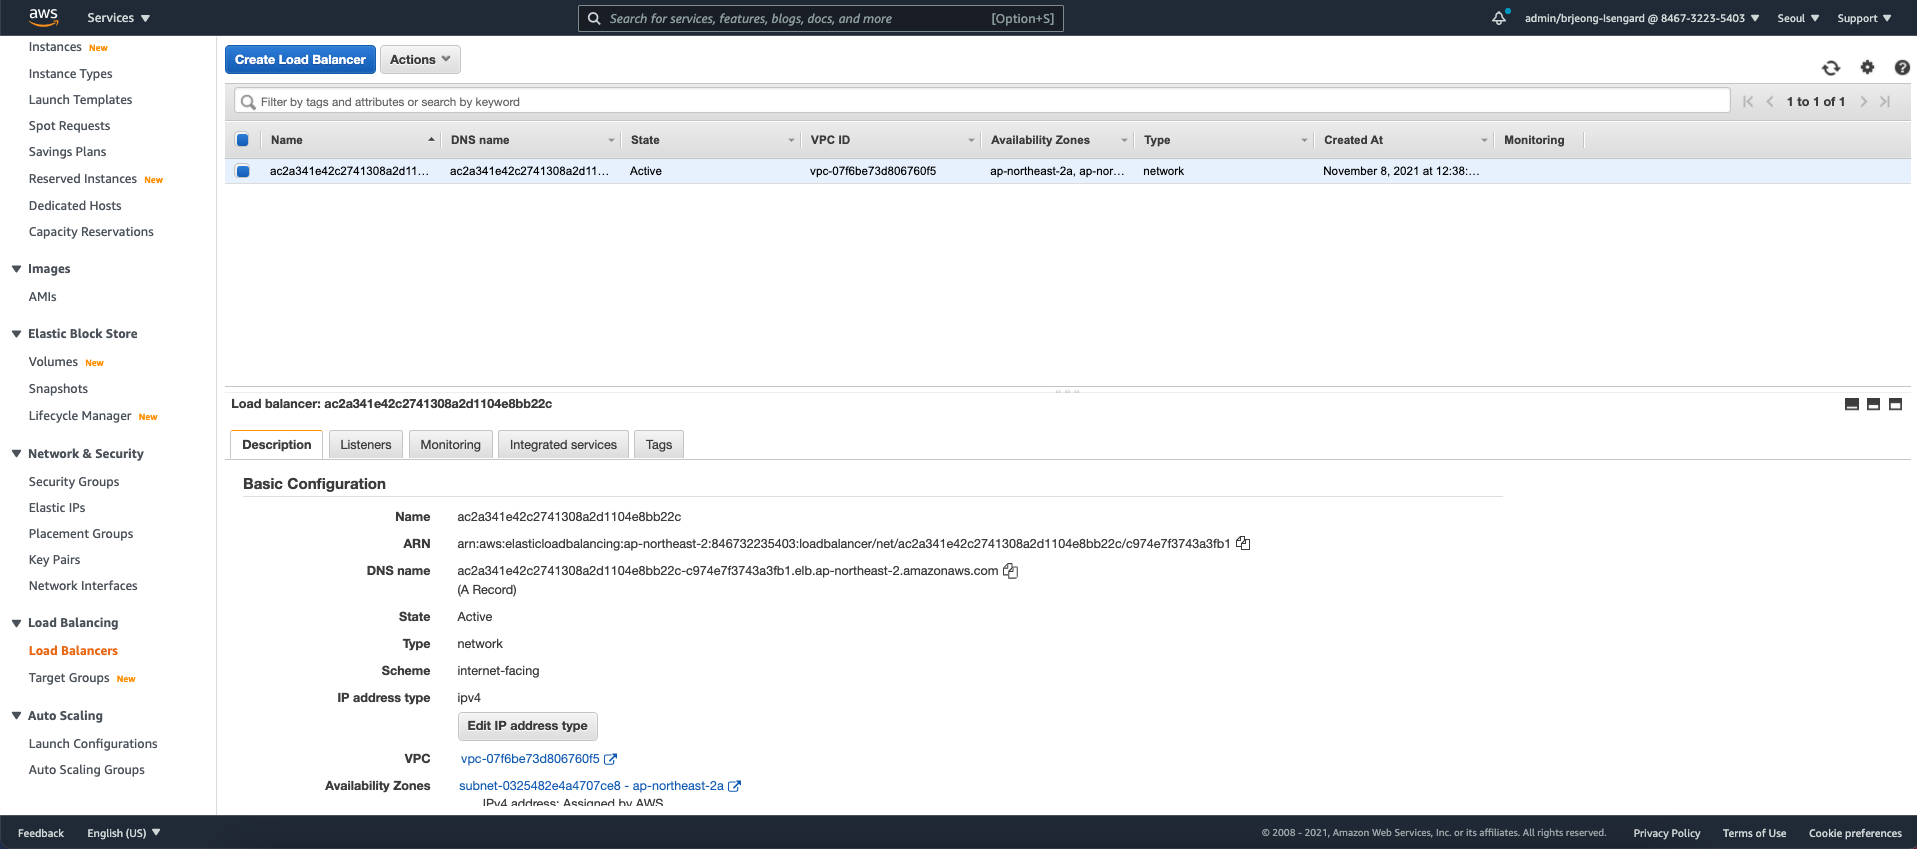 aws
Services
Search for services, features, blogs, docs, and more
[Option+S]
admin/brjeong-Isengard @ 8467-3223-5403
Seoul
Support
Instances New
Instance Types
Launch Templates
Spot Requests
Savings Plans
Reserved Instances New
Dedicated Hosts
Capacity Reservations
Images
AMIs
Elastic Block Store
Volumes New
Snapshots
Lifecycle Manager New
Network & Security
Security Groups
Elastic IPs
Placement Groups
Key Pairs
Network Interfaces
Load Balancing
Load Balancers
Target Groups New
Auto Scaling
Launch Configurations
Auto Scaling Groups
Create Load Balancer
Actions
Filter by tags and attributes or search by keyword
1 to 1 of 1
Name DNS name State VPC ID Availability Zones Type Created At Monitoring
ac2a341e42c2741308a2d11... ac2a341e42c2741308a2d11... Active vpc-07f6be73d806760f5 ap-northeast-2a, ap-nor... network November 8, 2021 at 12:38:...
Load balancer: ac2a341e42c2741308a2d1104e8bb22c
Description Listeners Monitoring Integrated services Tags
Basic Configuration
Name ac2a341e42c2741308a2d1104e8bb22c
ARN arn:aws:elasticloadbalancing:ap-northeast-2:846732235403:loadbalancer/net/ac2a341e42c2741308a2d1104e8bb22c/c974e7f3743a3fb1
DNS name ac2a341e42c2741308a2d1104e8bb22c-c974e7f3743a3fb1.elb.ap-northeast-2.amazonaws.com
(A Record)
State Active
Type network
Scheme internet-facing
IP address type ipv4
Edit IP address type
VPC vpc-07f6be73d806760f5
Availability Zones subnet-0325482e4a4707ce8 - ap-northeast-2a
IPv4 address: Assigned by AWS
Feedback
English (US)
© 2008 - 2021, Amazon Web Services, Inc. or its affiliates. All rights reserved.
Privacy Policy
Terms of Use
Cookie preferences